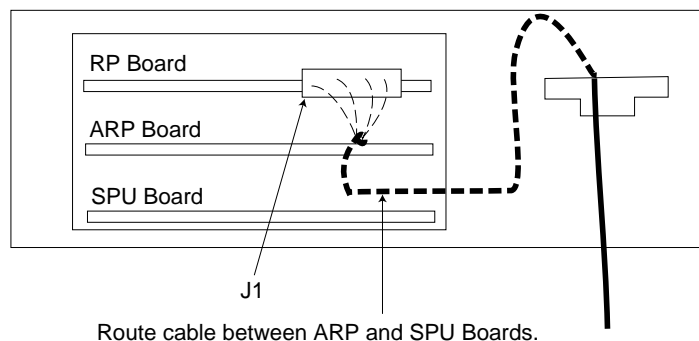 RP Board
ARP Board
SPU Board
J1
Route cable between ARP and SPU Boards.